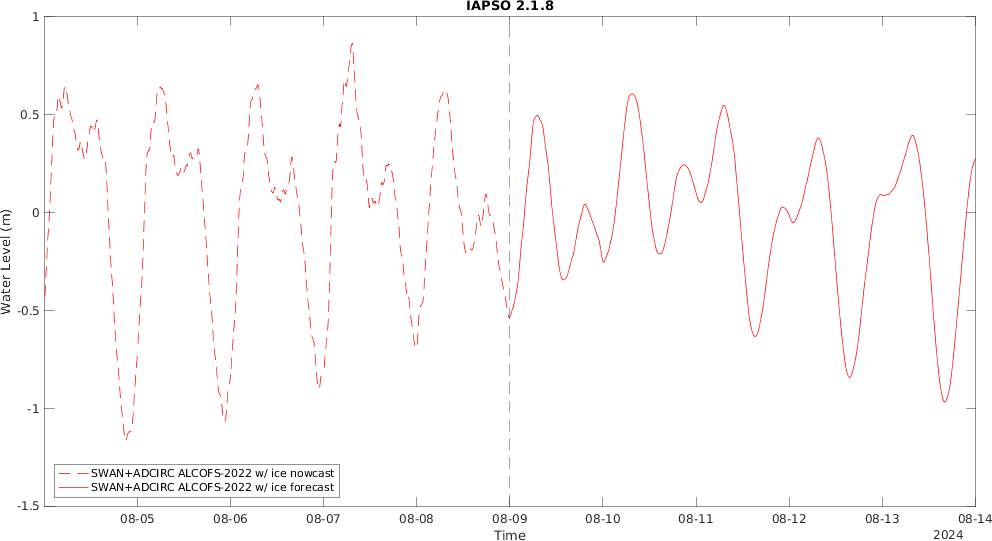 IAPSO 2.1.8
1
0.5
0
-0.5
-1
-1.5
Water Level (m)
SWAN+ADCIRC ALCOFS-2022 w/ ice nowcast
SWAN+ADCIRC ALCOFS-2022 w/ ice forecast
08-05 08-06 08-07 08-08 08-09 08-10 08-11 08-12 08-13 08-14
Time
2024